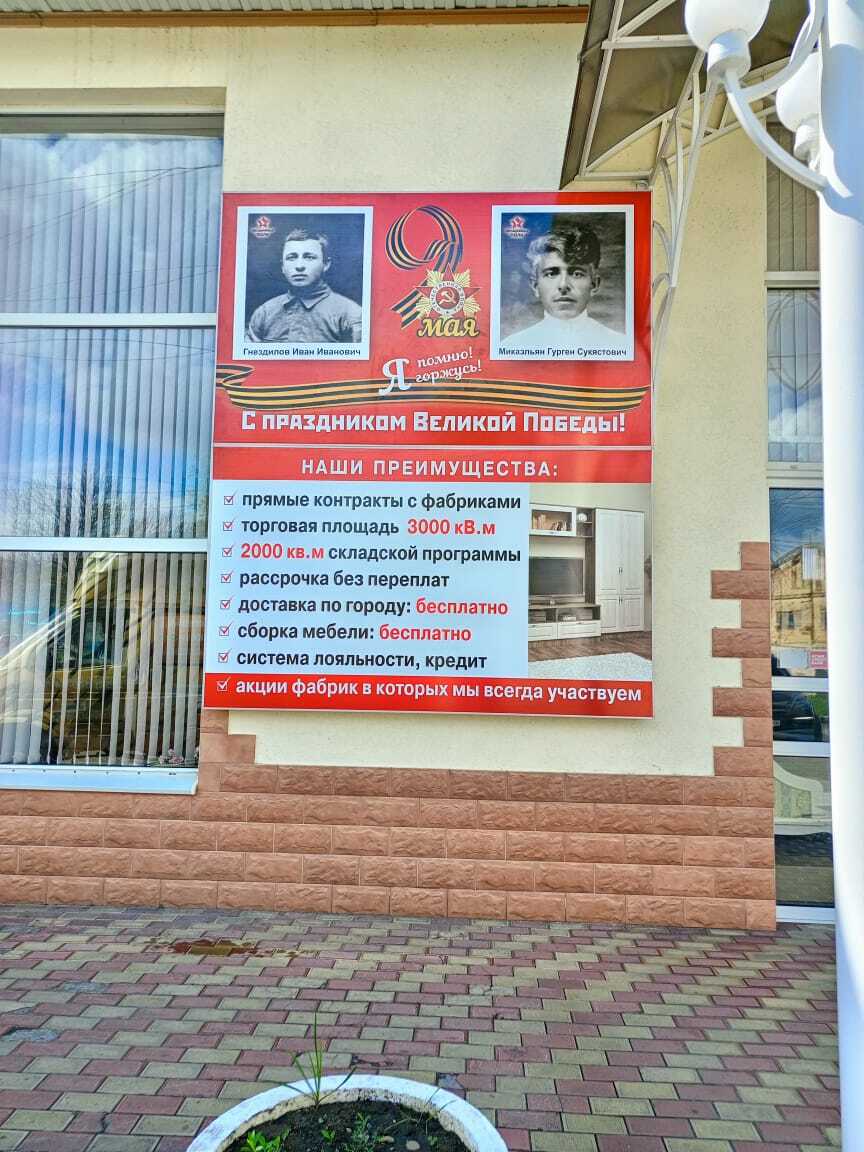 Гнездилов Иван Иванович
9 мая
Микаэльян Гурген Сукястович
Я помню!
горжусь!
С ПРАЗДНИКОМ ВЕЛИКОЙ ПОБЕДЫ!
НАШИ ПРЕИМУЩЕСТВА:
прямые контракты с фабриками
торговая площадь 3000 кВ.м
2000 кв.м складской программы
рассрочка без переплат
доставка по городу: бесплатно
сборка мебели: бесплатно
система лояльности, кредит
акции фабрик в которых мы всегда участвуем